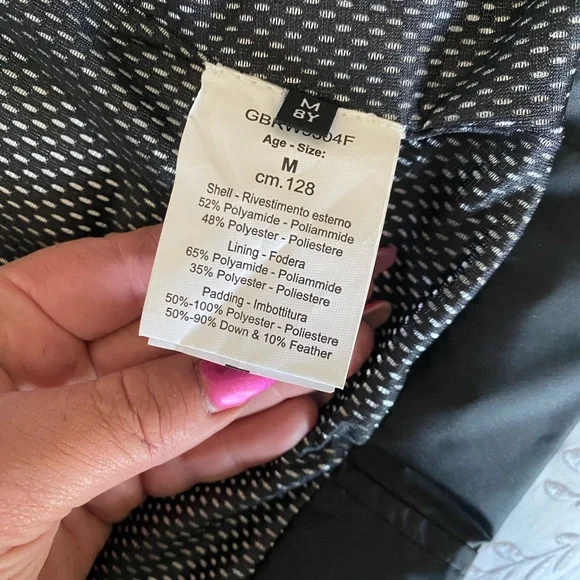 M
BY
Age - Size:
M
cm. 128
Shell - Rivestimento esterno
52% Polyamide - Poliammide
48% Polyester - Poliestere
Lining - Fodera
65% Polyamide - Poliammide
35% Polyester - Poliestere
Padding - Imbottitura
50%-100% Polyester - Poliestere
50%-90% Down & 10% Feather